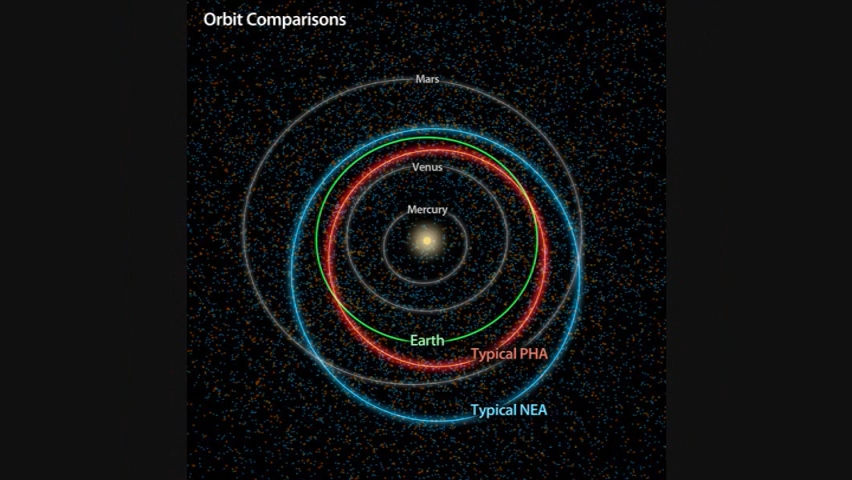 Orbit Comparisons
Mars
Venus
Mercury
Earth
Typical PHA
Typical NEA